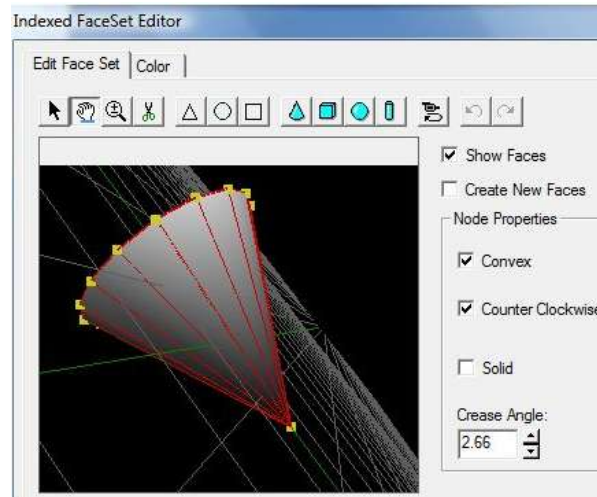 Indexed FaceSet Editor
Edit Face Set
Color
Show Faces
Create New Faces
Node Properties
Convex
Counter Clockwise
Solid
Crease Angle:
2.66